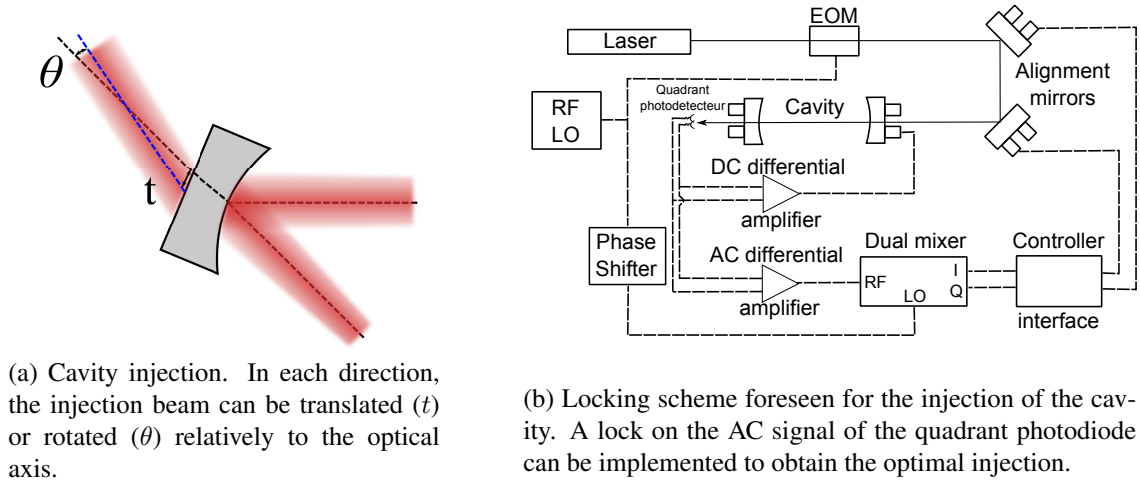 θ
t
(a) Cavity injection. In each direction,
the injection beam can be translated (t)
or rotated (θ) relatively to the optical
axis.
EOM
Laser
Alignment
mirrors
Quadrant
photodetecteur
Cavity
RF
LO
DC differential
amplifier
Phase
Shifter
AC differential
amplifier
Dual mixer
RF
I
Q
LO
Controller
interface
(b) Locking scheme foreseen for the injection of the cav-
ity. A lock on the AC signal of the quadrant photodiode
can be implemented to obtain the optimal injection.